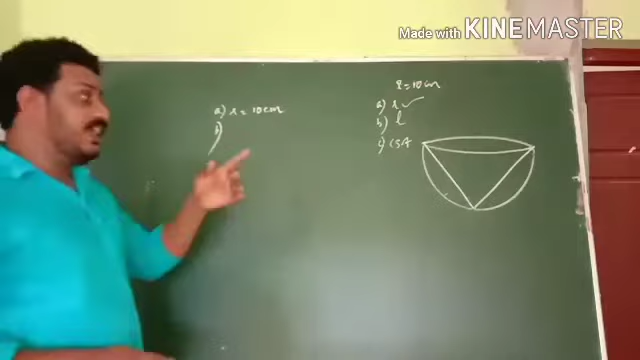 Made with KINEMASTER
r = 10 cm
a) r = 10 cm
b)
a) r ✓
b) l
c) CSA